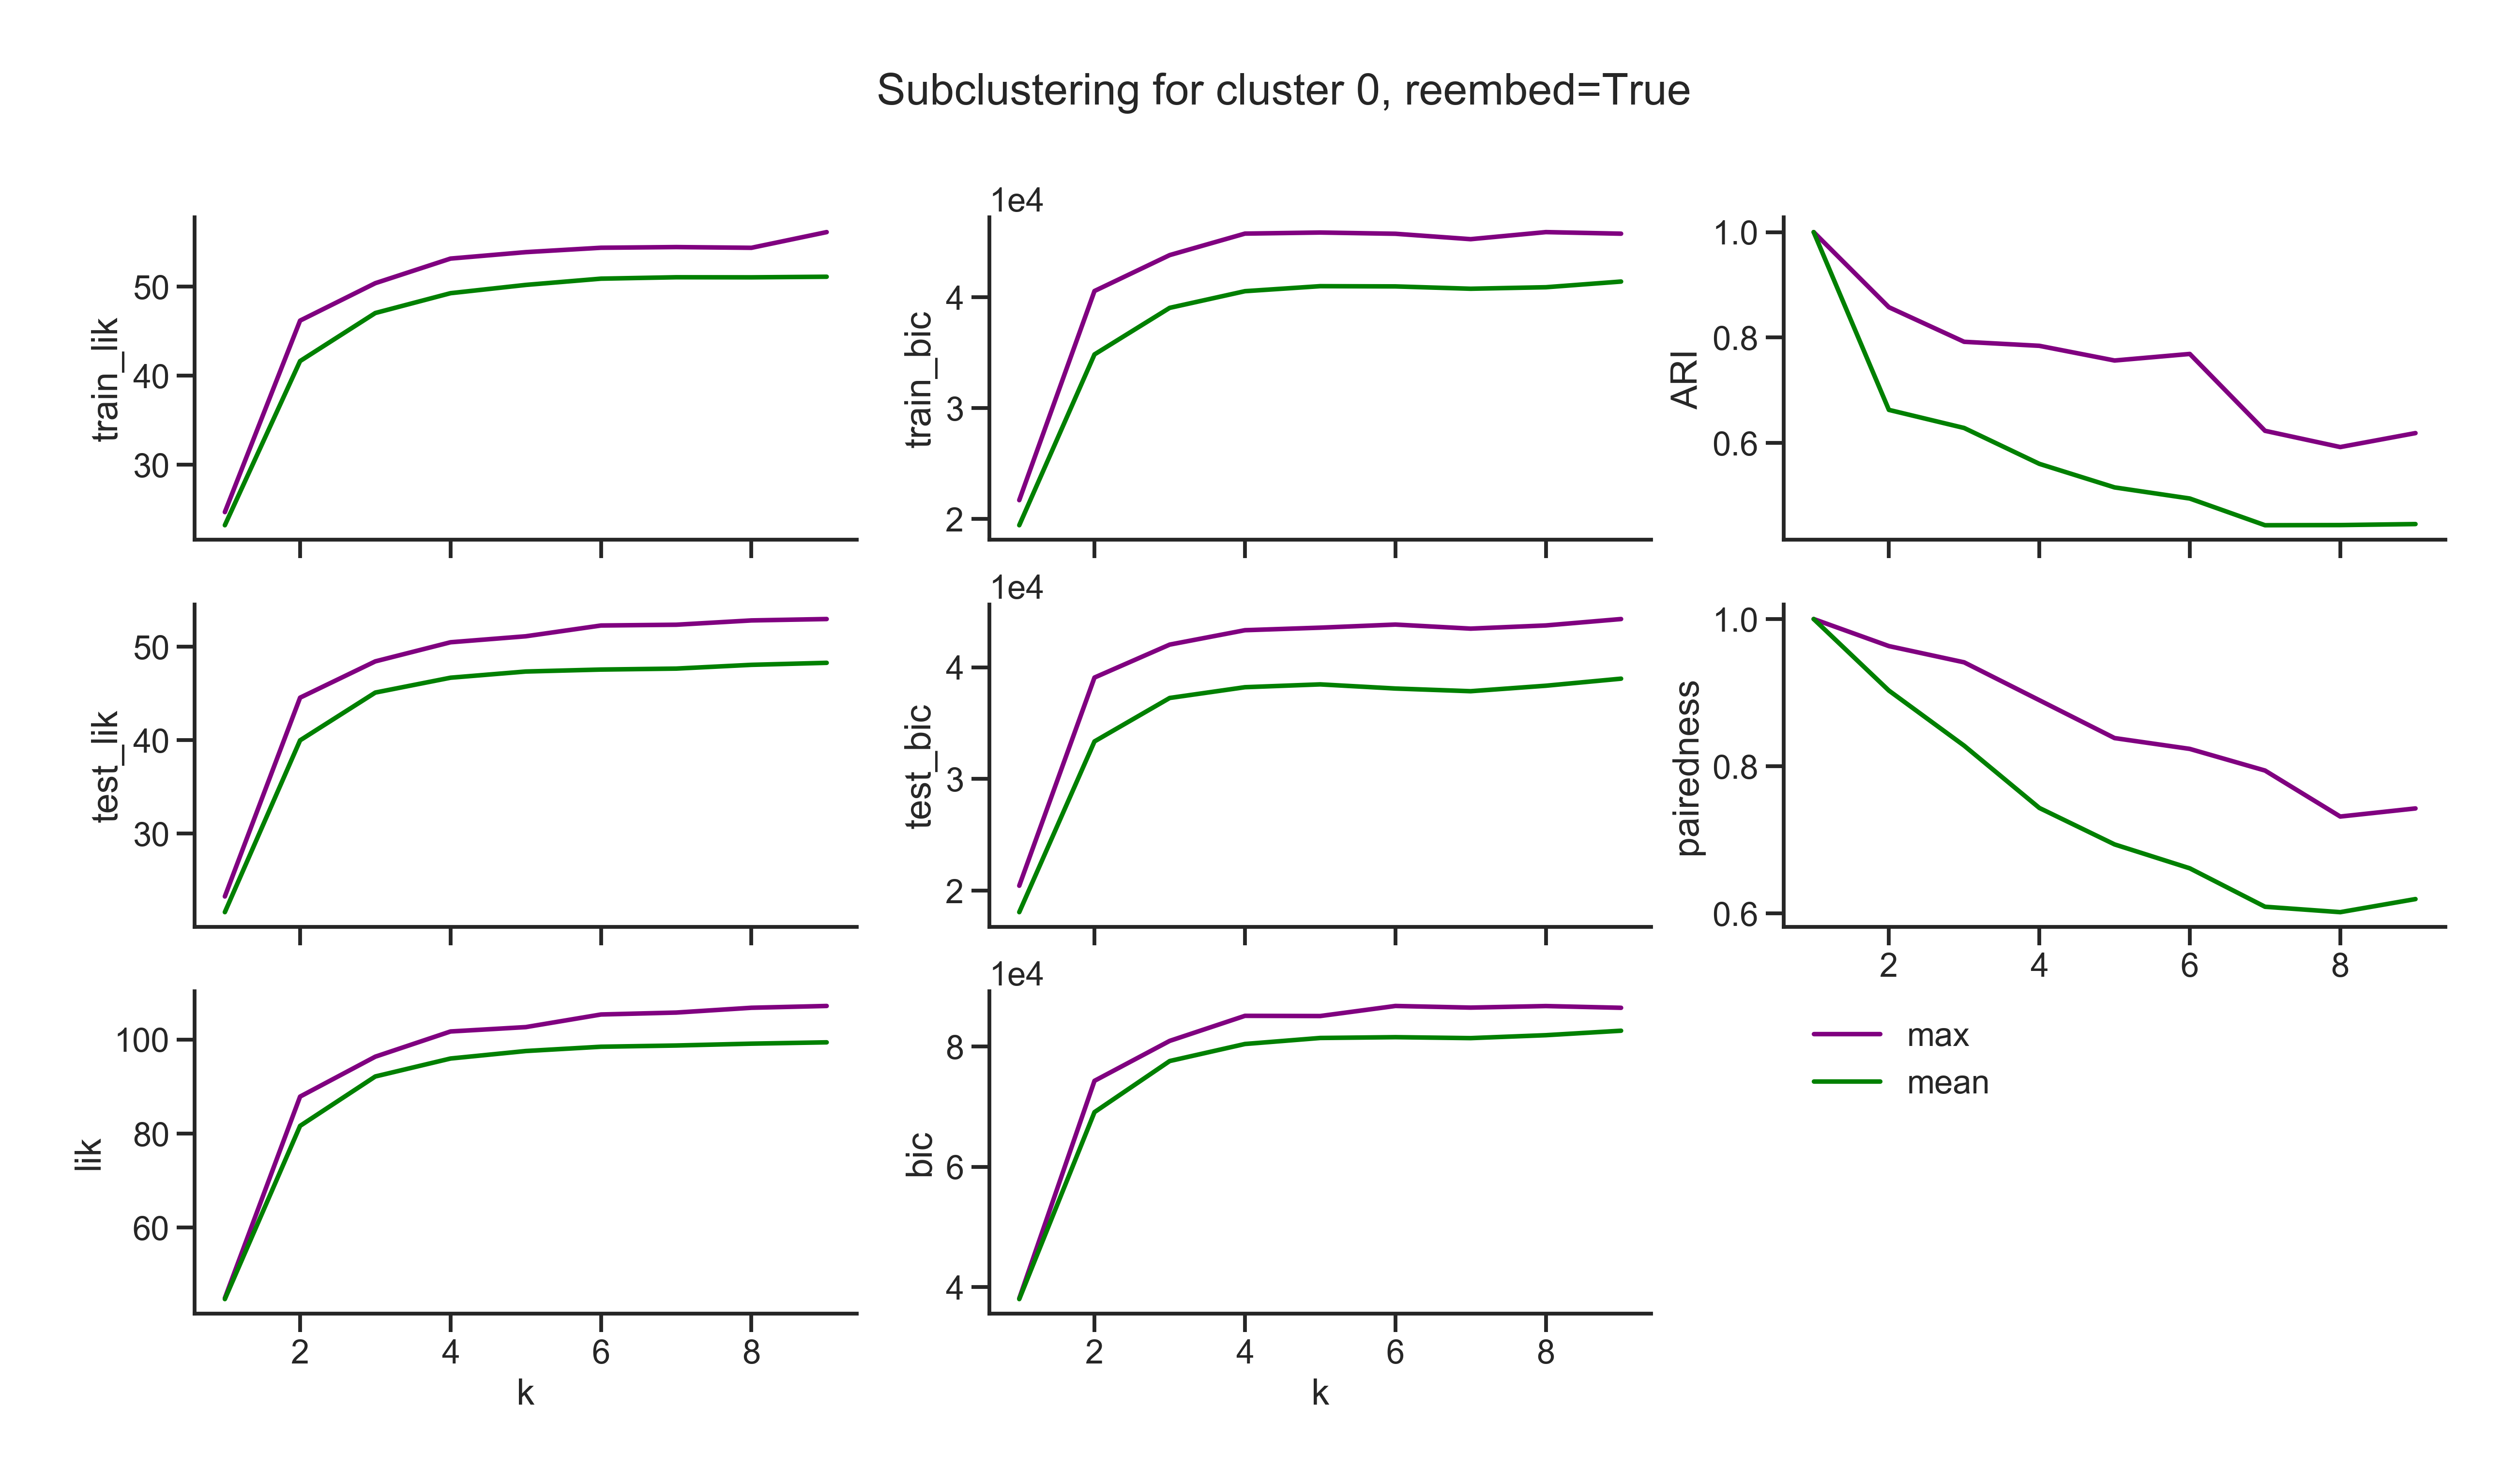 Subclustering for cluster 0, reembed=True
train_lik
50
40
30
1e4
train_bic
4
3
2
ARI
1.0
0.8
0.6
test_lik
50
40
30
1e4
test_bic
4
3
2
pairedness
1.0
0.8
0.6
2 4 6 8
lik
100
80
60
2 4 6 8
k
1e4
bic
8
6
4
2 4 6 8
k
max
mean